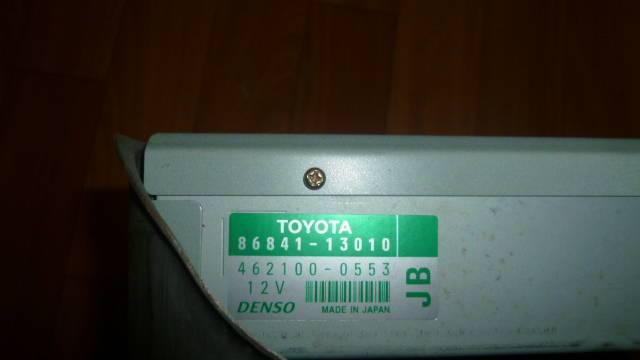 TOYOTA
86841-13010
462100-0553
12V
DENSO MADE IN JAPAN
JB